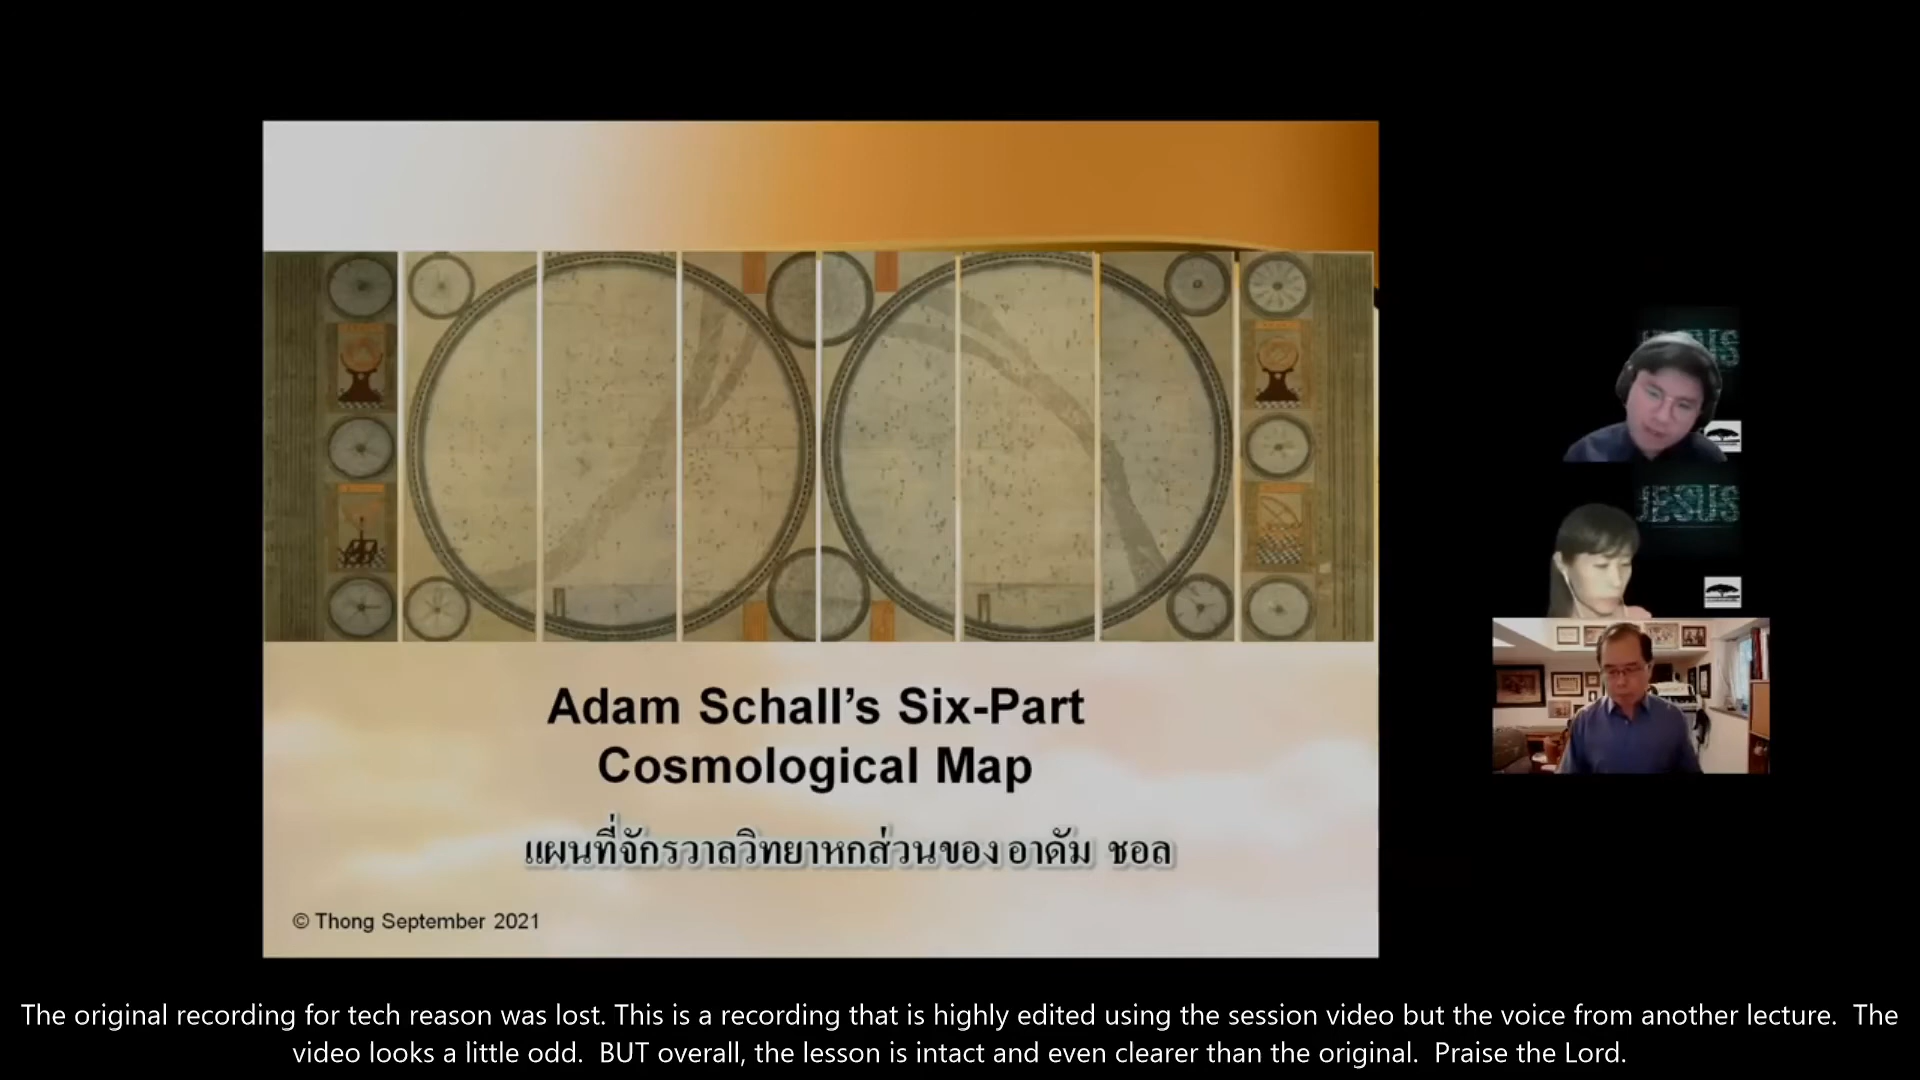 Adam Schall's Six-Part
Cosmological Map
แผนที่จักรวาลวิทยาหกส่วนของ อาดัม ชอล
© Thong September 2021
JESUS
JESUS
The original recording for tech reason was lost. This is a recording that is highly edited using the session video but the voice from another lecture.  The
video looks a little odd.  BUT overall, the lesson is intact and even clearer than the original.  Praise the Lord.